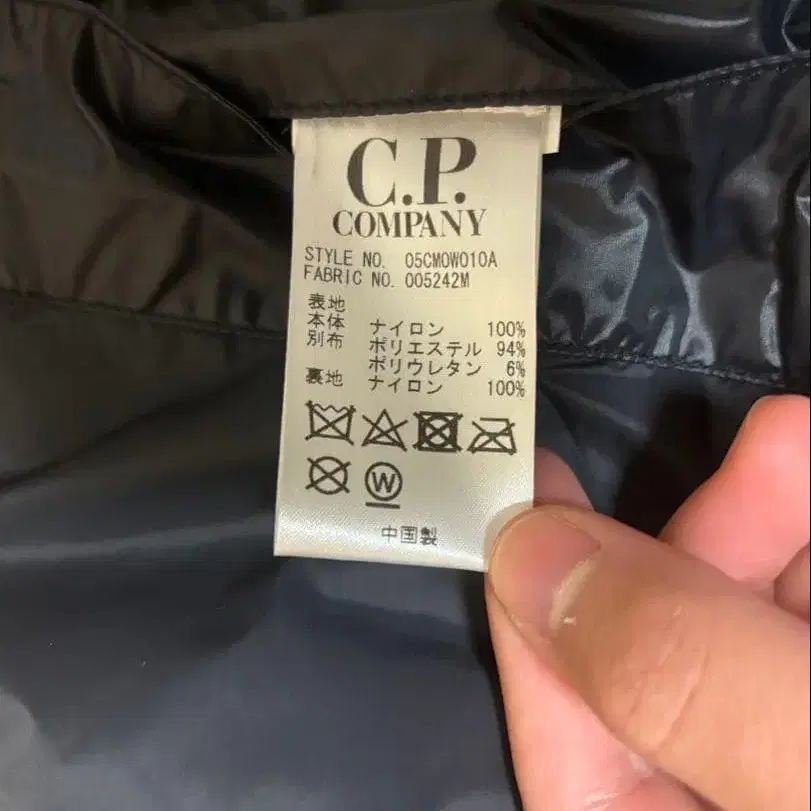 C.P.
COMPANY
STYLE NO. 05CMOW010A
FABRIC NO. 005242M
表地
本体 ナイロン 100%
別布 ポリエステル 94%
ポリウレタン 6%
裏地 ナイロン 100%
W
中国製